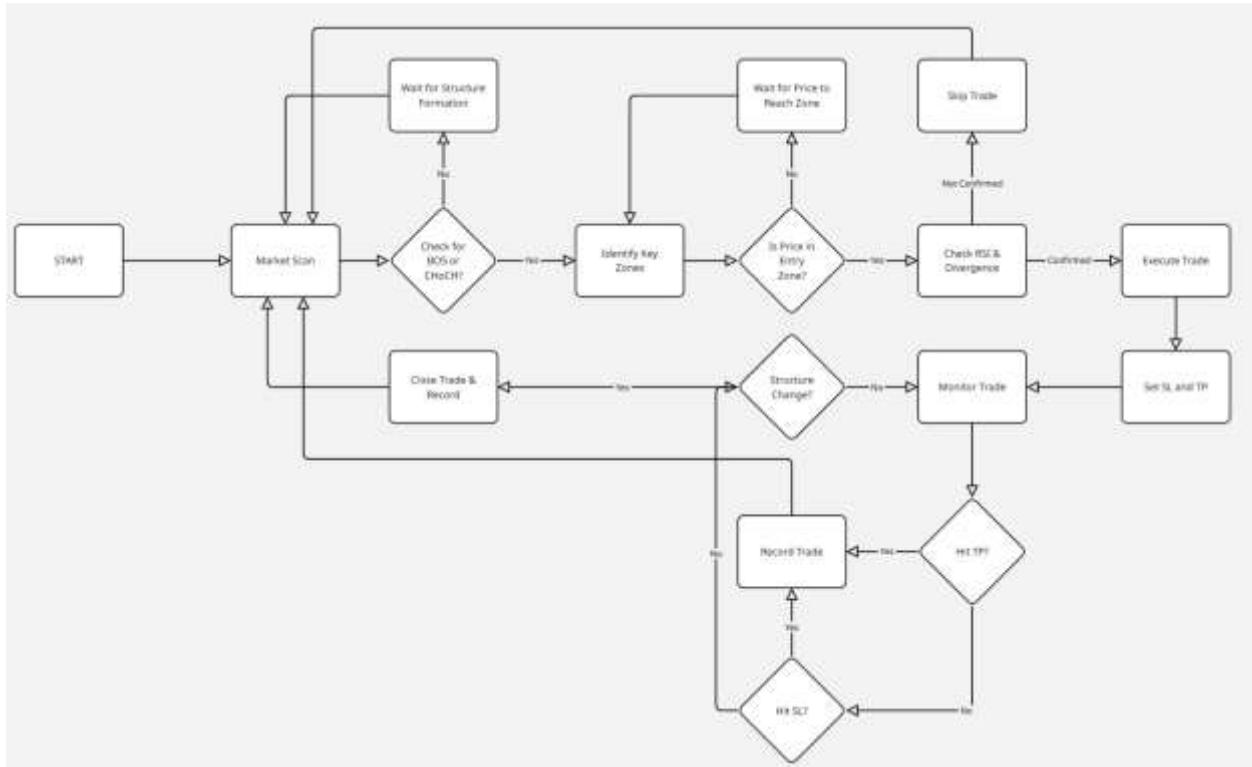 Wait for Structure
Formation
Wait for Price to
Reach Zone
Skip Trade
No
No
Not Confirmed
START
Market Scan
Check for
BOS or
CHoCH?
Identify Key
Zones
Is Price in
Entry
Zone?
Yes
Check RSI &
Divergence
Confirmed
Execute Trade
Close Trade &
Record
Yes
Structure
Change?
No
Monitor Trade
Set SL and TP
Record Trade
Yes
Hit TP?
Yes
Hit SL?
No